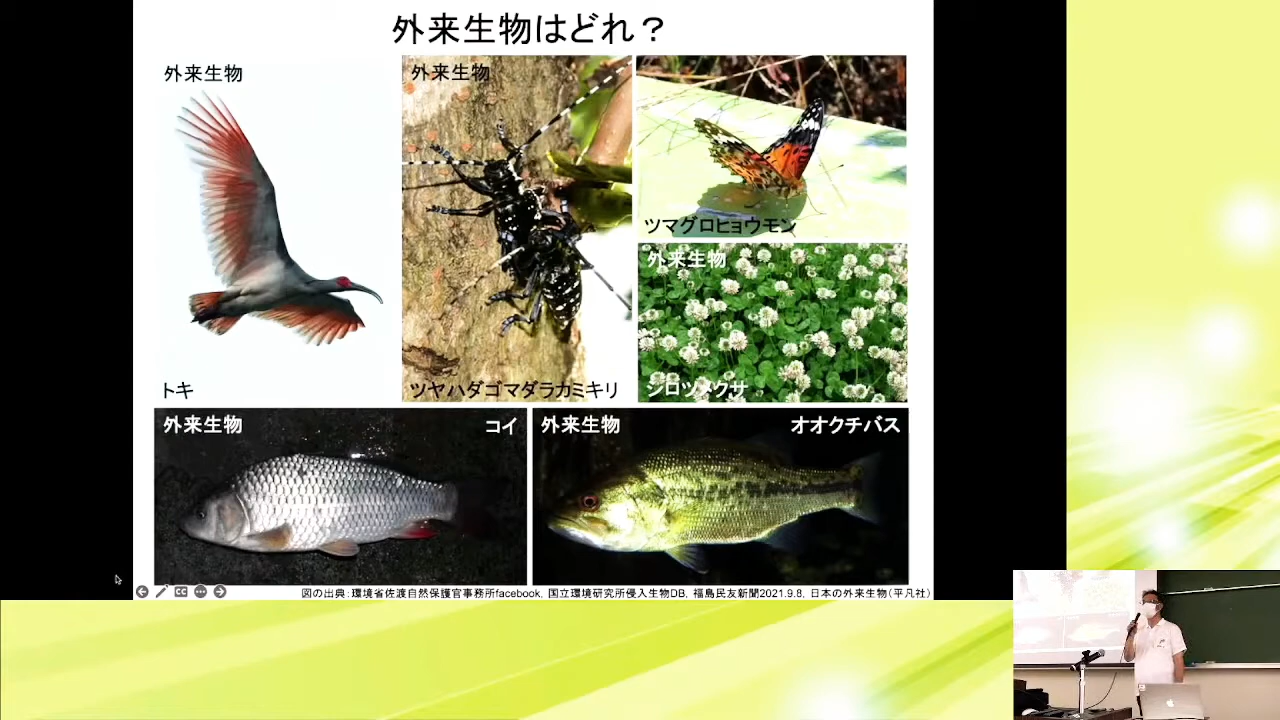 外来生物はどれ？
外来生物
トキ
外来生物
ツヤハダゴマダラカミキリ
ツマグロヒョウモン
外来生物
シロツメクサ
外来生物
コイ
外来生物
オオクチバス
CC
図の出典：環境省佐渡自然保護官事務所facebook，国立環境研究所侵入生物DB，福島民友新聞2021.9.8，日本の外来生物（平凡社）